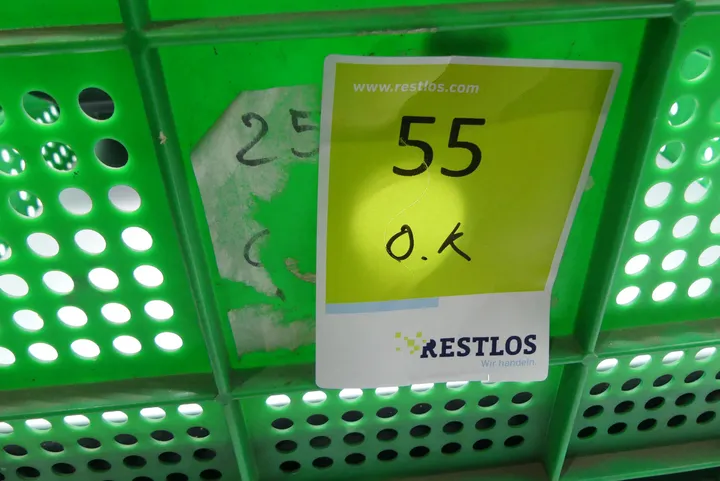 www.restlos.com
55
O.K
RESTLOS
Wir handeln.
25